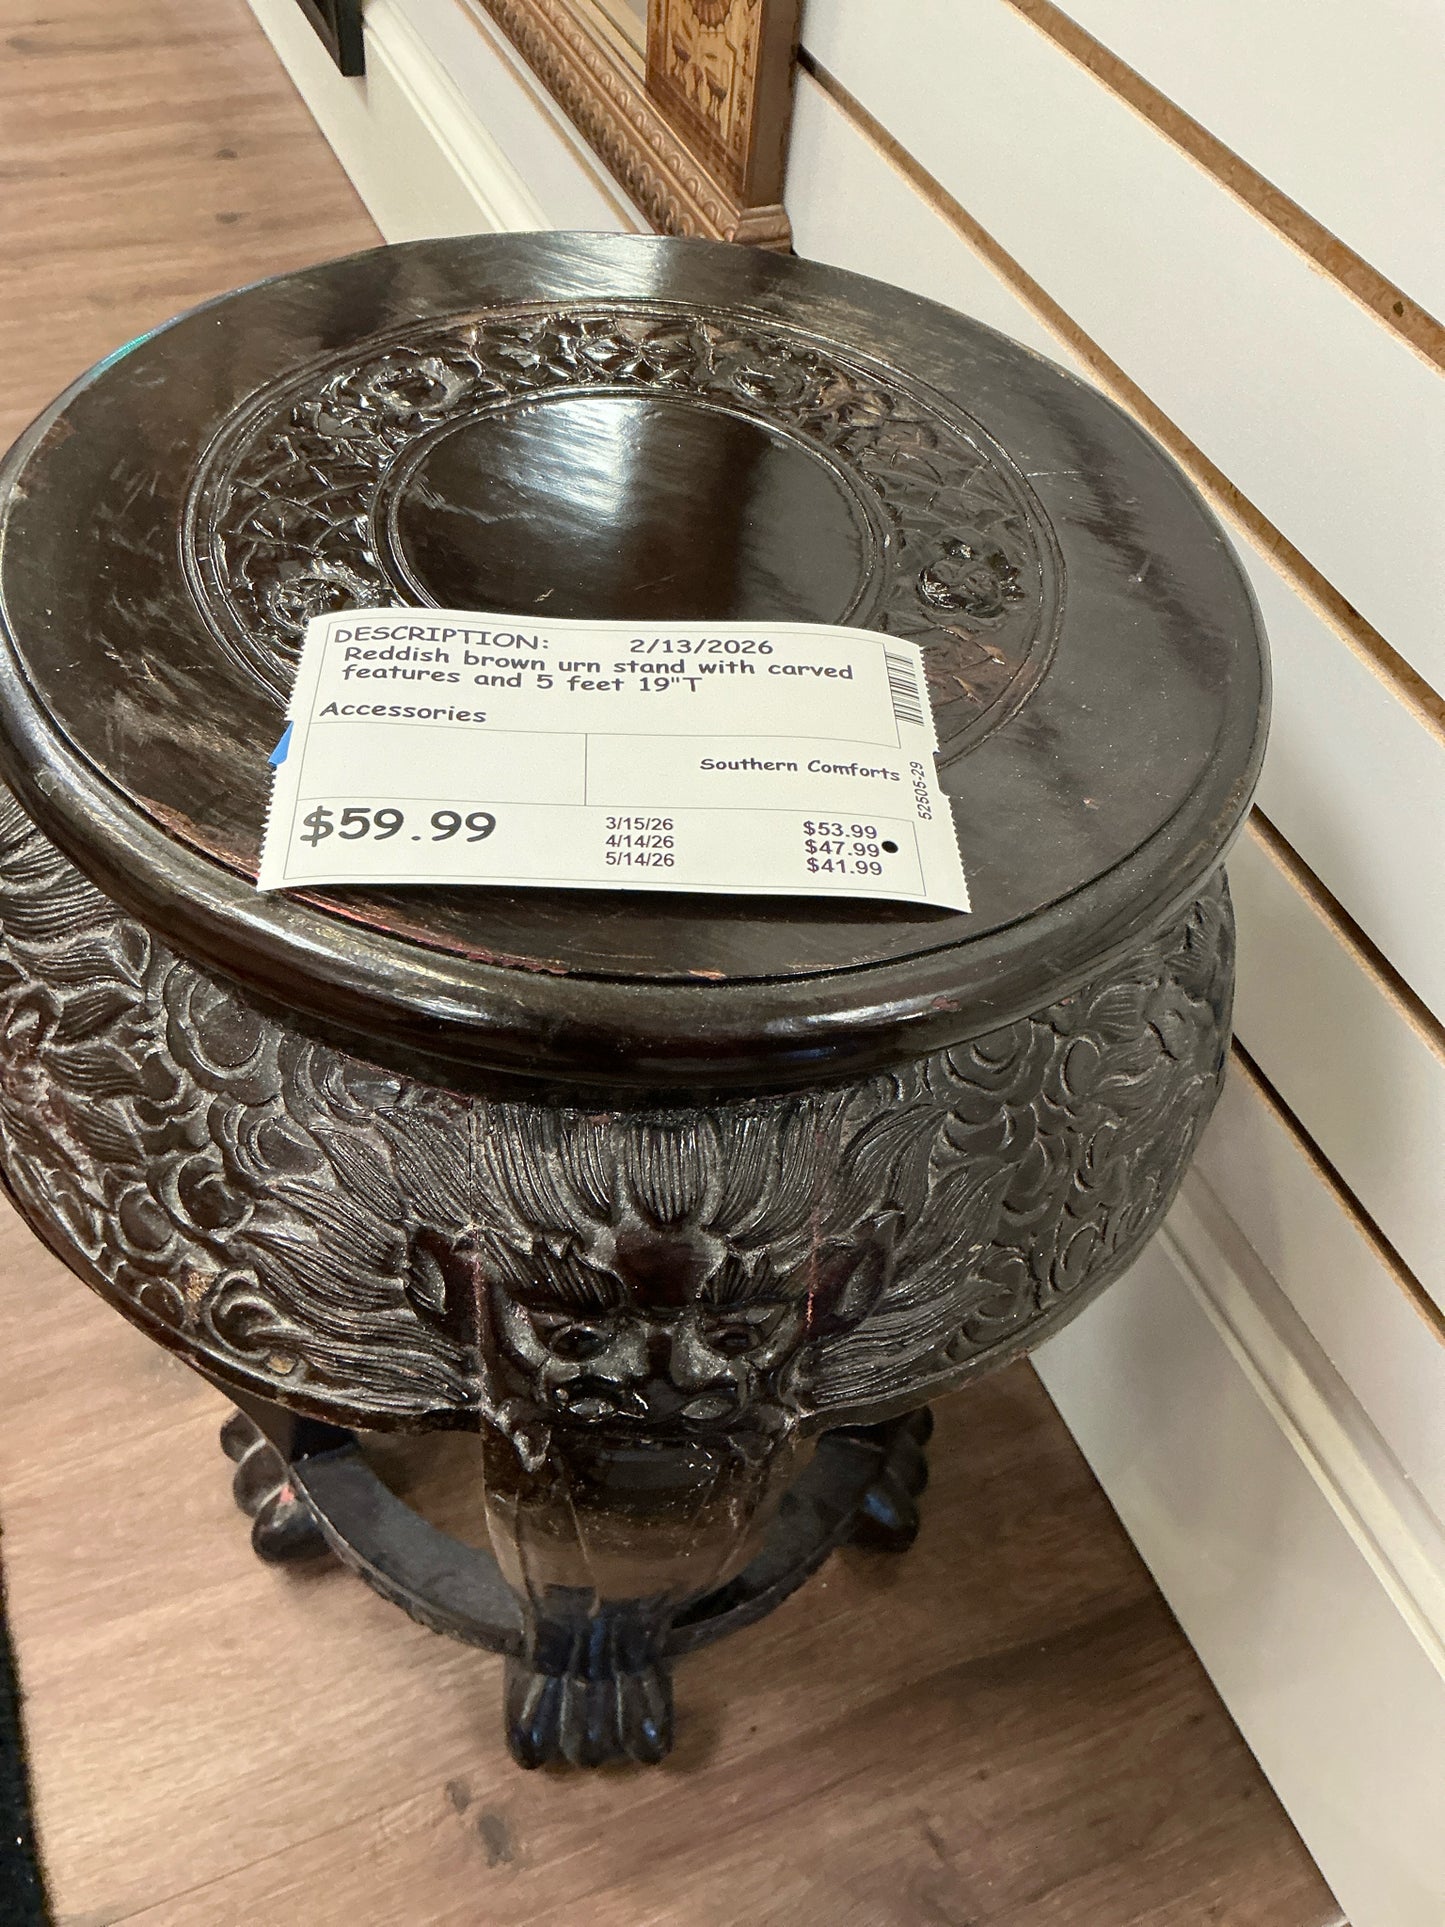 DESCRIPTION: 2/13/2026
Reddish brown urn stand with carved
features and 5 feet 19"T
Accessories
Southern Comforts
52505-29
$59.99
3/15/26 $53.99
4/14/26 $47.99
5/14/26 $41.99